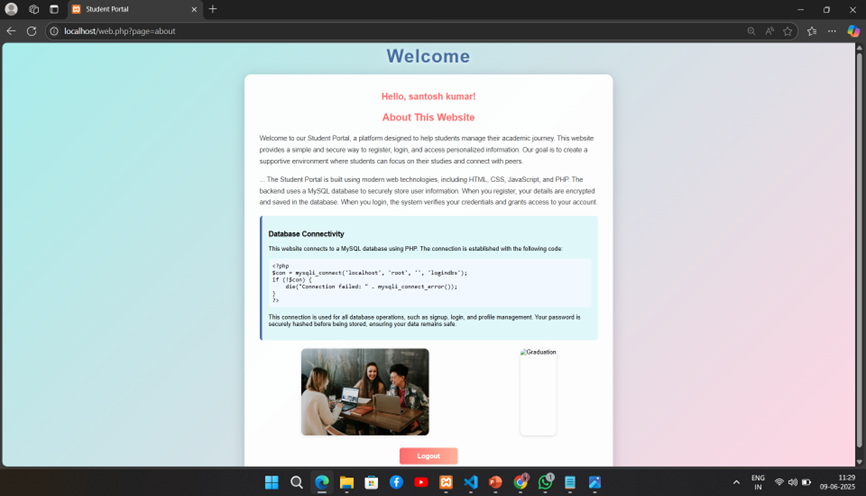 Student Portal
localhost/web.php?page=about
Welcome
Hello, santosh kumar!
About This Website
Welcome to our Student Portal, a platform designed to help students manage their academic journey. This website
provides a simple and secure way to register, login, and access personalized information. Our goal is to create a
supportive environment where students can focus on their studies and connect with peers.
... The Student Portal is built using modern web technologies, including HTML, CSS, JavaScript, and PHP. The
backend uses a MySQL database to securely store user information. When you register, your details are encrypted
and saved in the database. When you login, the system verifies your credentials and grants access to your account.
Database Connectivity
This website connects to a MySQL database using PHP. The connection is established with the following code:
<?php
$con = mysqli_connect('localhost', 'root', '', 'logindbs');
if (!$con) {
die("Connection failed: " . mysqli_connect_error());
}
?>
This connection is used for all database operations, such as signup, login, and profile management. Your password is
securely hashed before being stored, ensuring your data remains safe.
Graduation
Logout
ENG
IN
11:29
09-06-2025